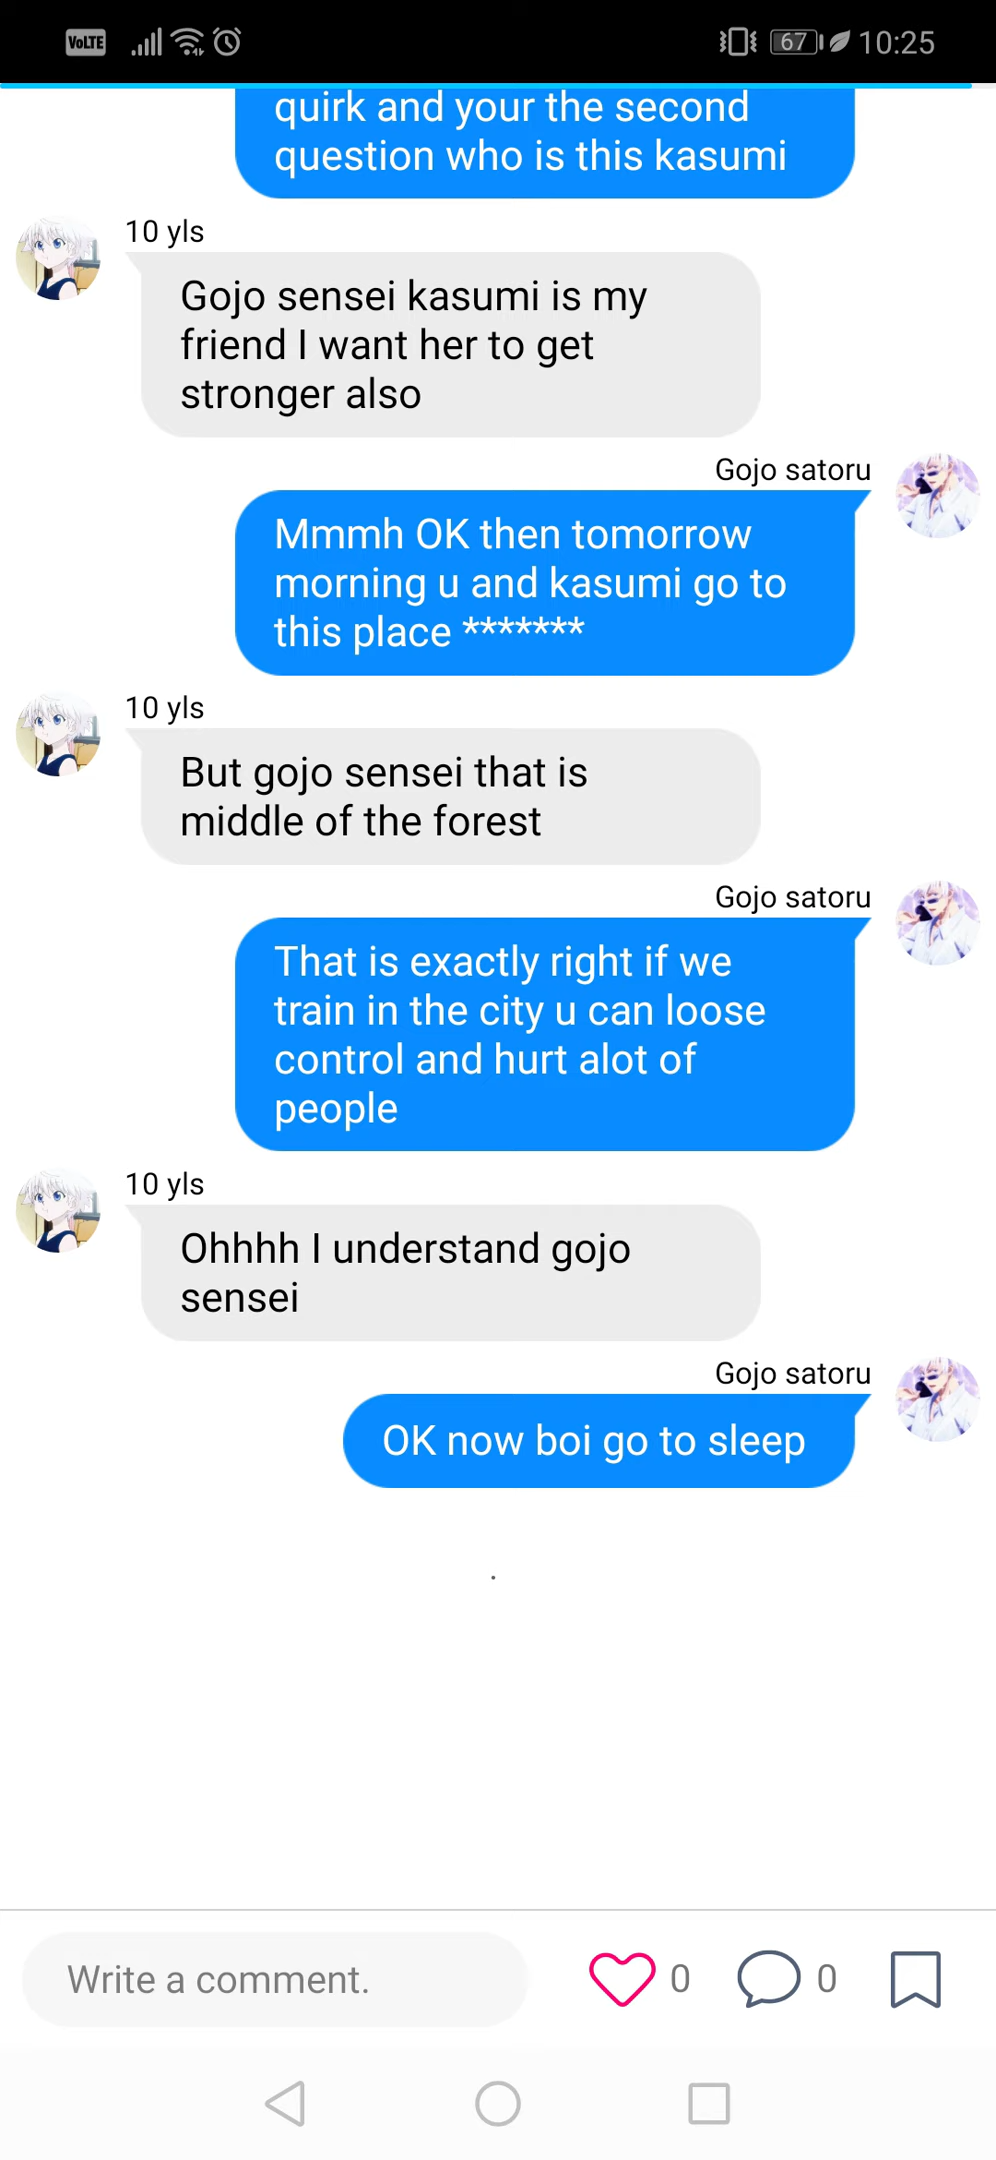 VoLTE 67 10:25
quirk and your the second
question who is this kasumi
10 yls
Gojo sensei kasumi is my
friend I want her to get
stronger also
Gojo satoru
Mmmh OK then tomorrow
morning u and kasumi go to
this place *******
10 yls
But gojo sensei that is
middle of the forest
Gojo satoru
That is exactly right if we
train in the city u can loose
control and hurt alot of
people
10 yls
Ohhhh I understand gojo
sensei
Gojo satoru
OK now boi go to sleep
.
Write a comment. 0 0